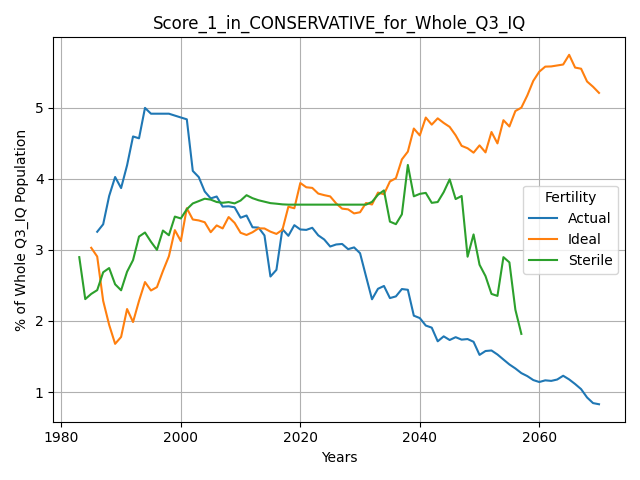 Score_1_in_CONSERVATIVE_for_Whole_Q3_IQ
% of Whole Q3_IQ Population
5
4
3
2
1
Fertility
Actual
Ideal
Sterile
1980
2000
2020
2040
2060
Years